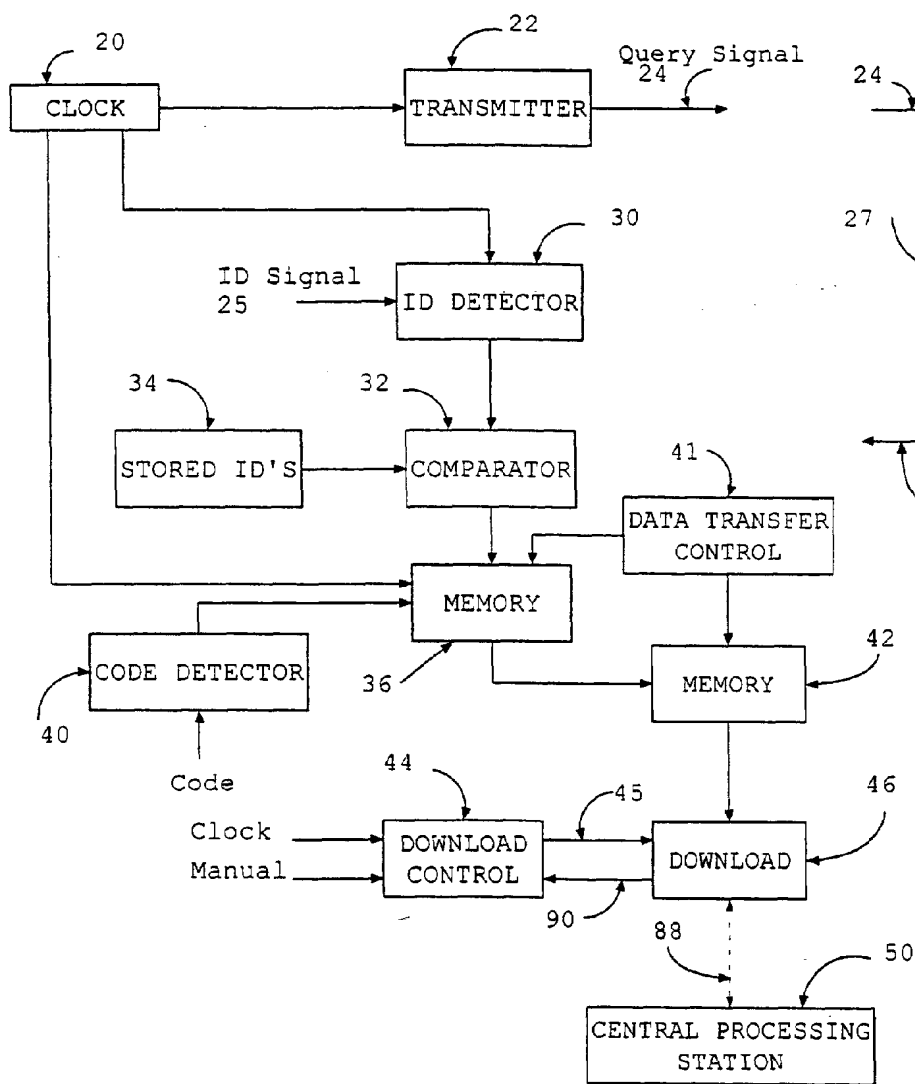 20
22
Query Signal
24
24
CLOCK
TRANSMITTER
30
27
ID Signal
25
ID DETECTOR
34
32
STORED ID'S
COMPARATOR
41
DATA TRANSFER
CONTROL
MEMORY
CODE DETECTOR
36
42
MEMORY
40
Code
44
45
46
Clock
Manual
DOWNLOAD
CONTROL
DOWNLOAD
90
88
50
CENTRAL PROCESSING
STATION